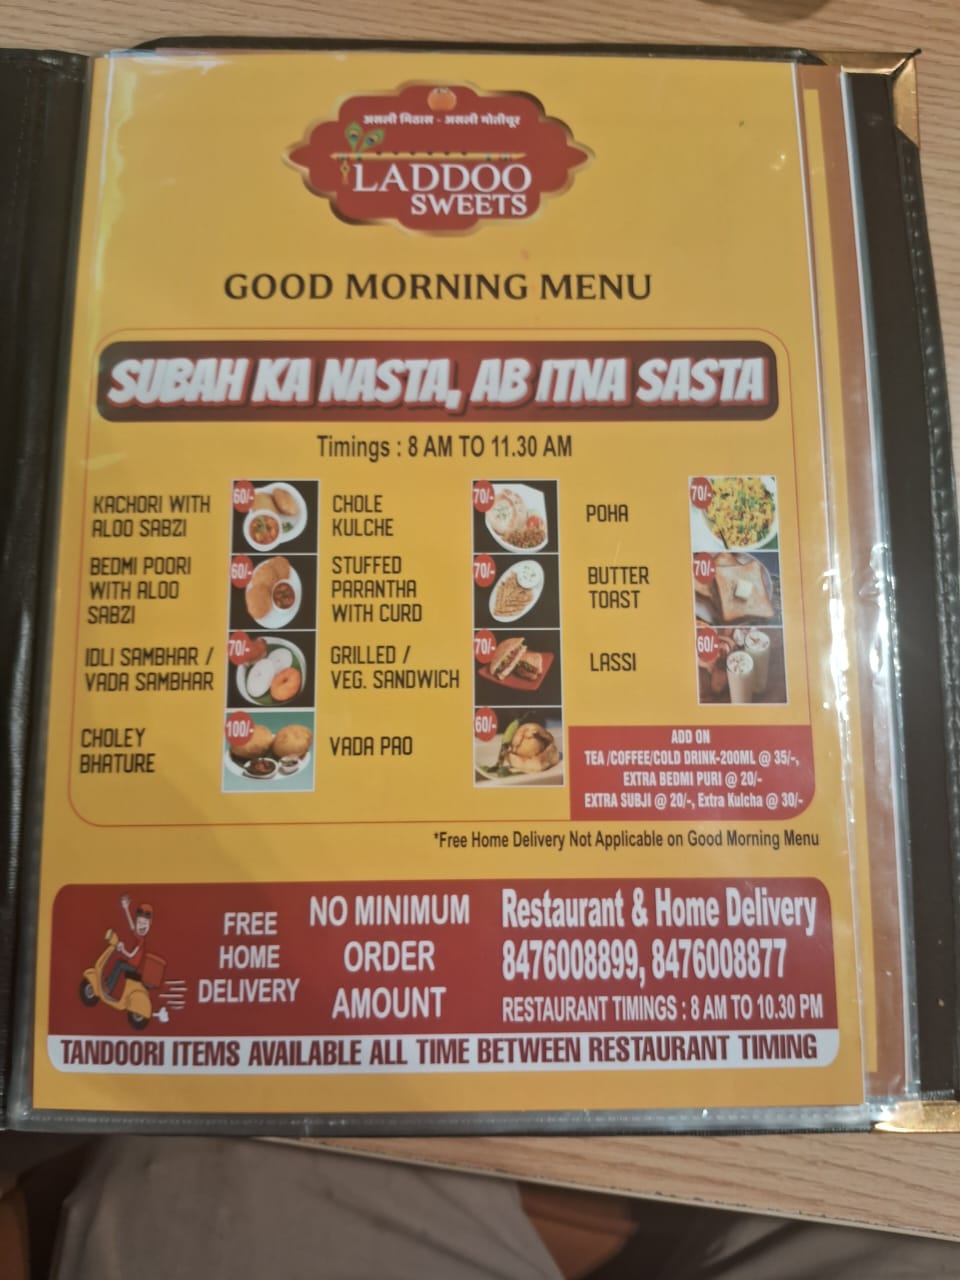 असली मिठास - असली मोतीचूर
LADDOO
SWEETS
GOOD MORNING MENU
SUBAH KA NASTA, AB ITNA SASTA
Timings : 8 AM TO 11.30 AM
KACHORI WITH
ALOO SABZI
60/-
BEDMI POORI
WITH ALOO
SABZI
60/-
IDLI SAMBHAR /
VADA SAMBHAR
70/-
CHOLEY
BHATURE
100/-
CHOLE
KULCHE
70/-
STUFFED
PARANTHA
WITH CURD
70/-
GRILLED /
VEG. SANDWICH
70/-
VADA PAO
60/-
POHA
70/-
BUTTER
TOAST
70/-
LASSI
60/-
ADD ON
TEA /COFFEE/COLD DRINK-200ML @ 35/-,
EXTRA BEDMI PURI @ 20/-
EXTRA SUBJI @ 20/-, Extra Kulcha @ 30/-
*Free Home Delivery Not Applicable on Good Morning Menu
FREE
HOME
DELIVERY
NO MINIMUM
ORDER
AMOUNT
Restaurant & Home Delivery
8476008899, 8476008877
RESTAURANT TIMINGS : 8 AM TO 10.30 PM
TANDOORI ITEMS AVAILABLE ALL TIME BETWEEN RESTAURANT TIMING